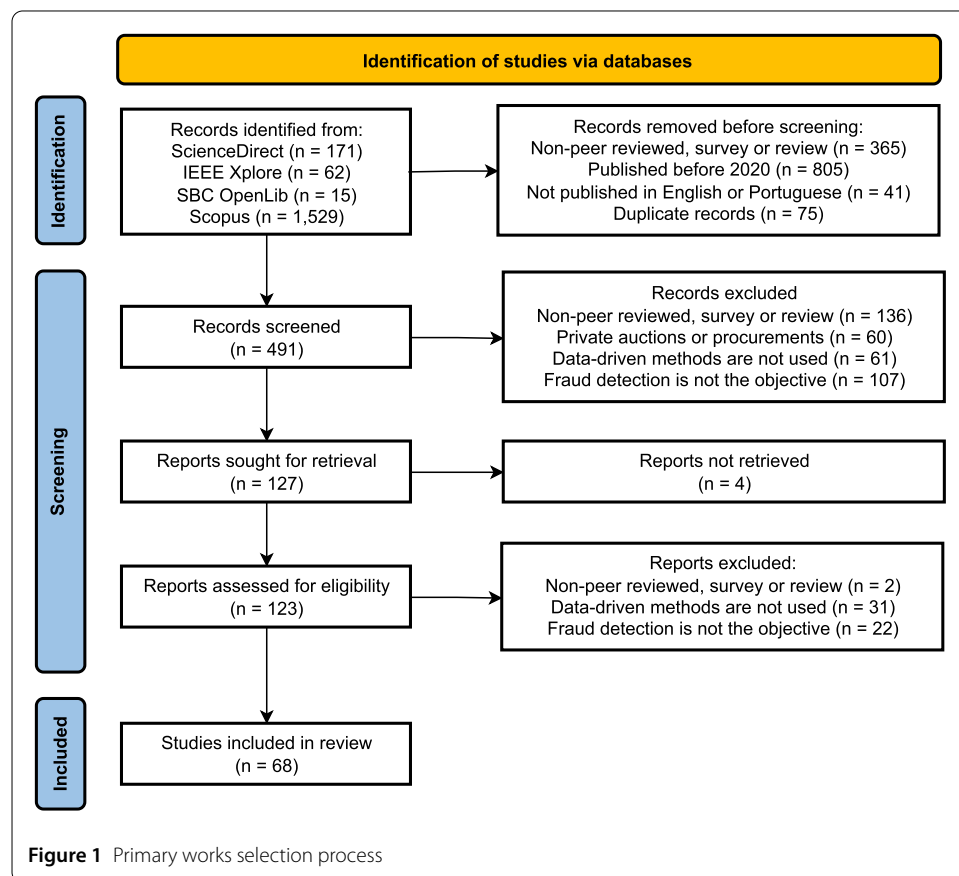 Identification of studies via databases
Identification
Records identified from:
ScienceDirect (n = 171)
IEEE Xplore (n = 62)
SBC OpenLib (n = 15)
Scopus (n = 1,529)
Records removed before screening:
Non-peer reviewed, survey or review (n = 365)
Published before 2020 (n = 805)
Not published in English or Portuguese (n = 41)
Duplicate records (n = 75)
Screening
Records screened
(n = 491)
Records excluded
Non-peer reviewed, survey or review (n = 136)
Private auctions or procurements (n = 60)
Data-driven methods are not used (n = 61)
Fraud detection is not the objective (n = 107)
Reports sought for retrieval
(n = 127)
Reports not retrieved
(n = 4)
Reports assessed for eligibility
(n = 123)
Reports excluded:
Non-peer reviewed, survey or review (n = 2)
Data-driven methods are not used (n = 31)
Fraud detection is not the objective (n = 22)
Included
Studies included in review
(n = 68)
Figure 1 Primary works selection process